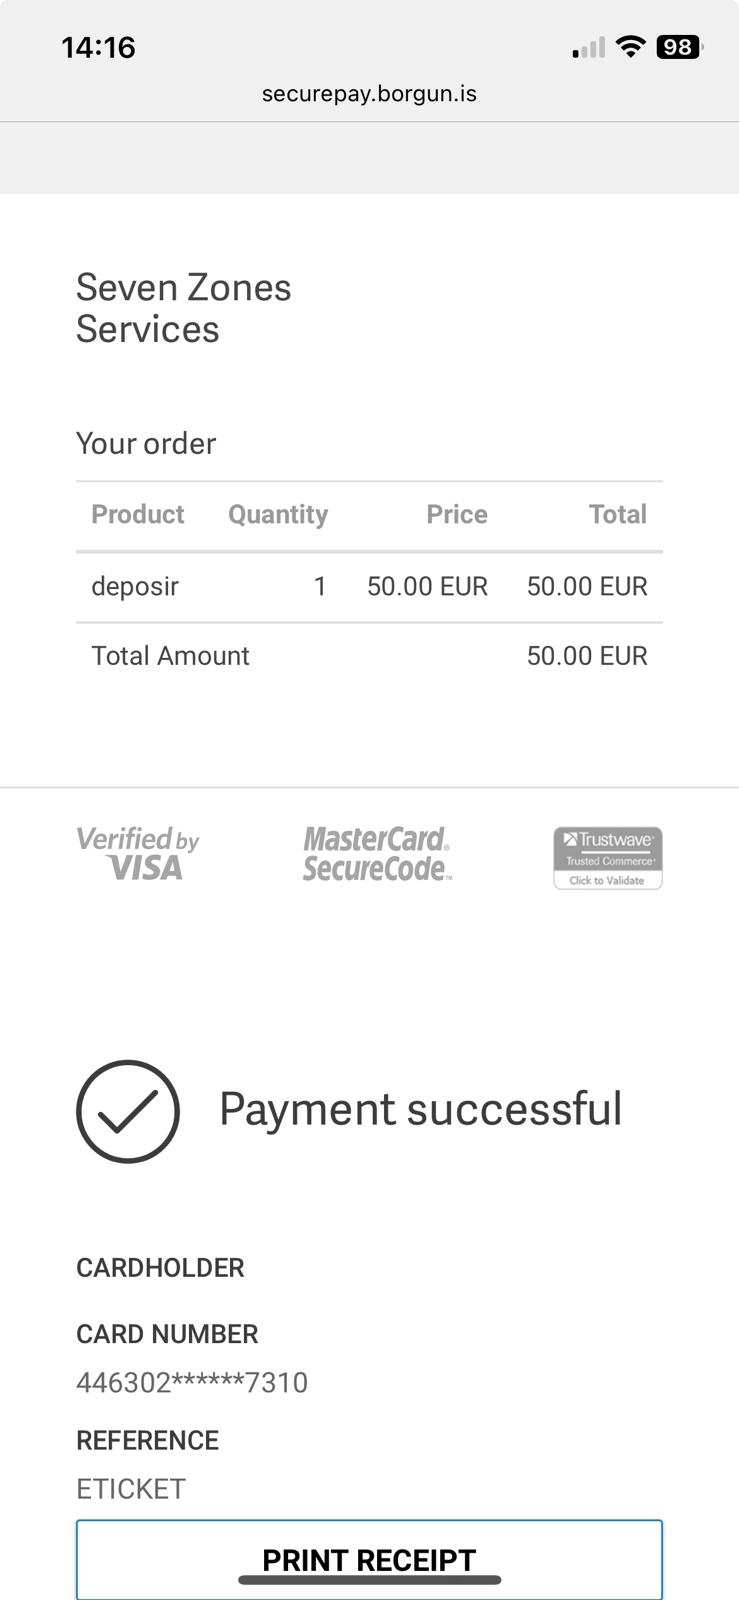 14:16
98
securepay.borgun.is
Seven Zones
Services
Your order
Product Quantity Price Total
deposir 1 50.00 EUR 50.00 EUR
Total Amount 50.00 EUR
Verified by
VISA
MasterCard®
SecureCode™
Trustwave®
Trusted Commerce®
Click to Validate
Payment successful
CARDHOLDER
CARD NUMBER
446302******7310
REFERENCE
ETICKET
PRINT RECEIPT